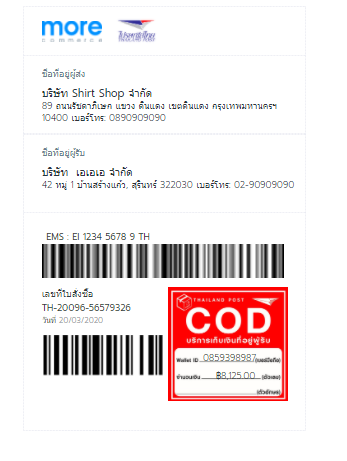 more
commerce
ไปรษณีย์ไทย
THAILAND POST
ชื่อที่อยู่ผู้ส่ง
บริษัท Shirt Shop จำกัด
89 ถนนรัชดาภิเษก แขวง ดินแดง เขตดินแดง กรุงเทพมหานครฯ
10400 เบอร์โทร: 0890909090
ชื่อที่อยู่ผู้รับ
บริษัท เอเอเอ จำกัด
42 หมู่ 1 บ้านสร้างแก้ว, สุรินทร์ 322030 เบอร์โทร: 02-90909090
EMS : EI 1234 5678 9 TH
เลขที่ใบสั่งซื้อ
TH-20096-56579326
วันที่ 20/03/2020
THAILAND POST
COD
บริการเก็บเงินที่อยู่ผู้รับ
Wallet ID 0859398987 (เบอร์มือถือ)
จำนวนเงิน ฿8,125.00 (ตัวเลข)
(ตัวอักษร)